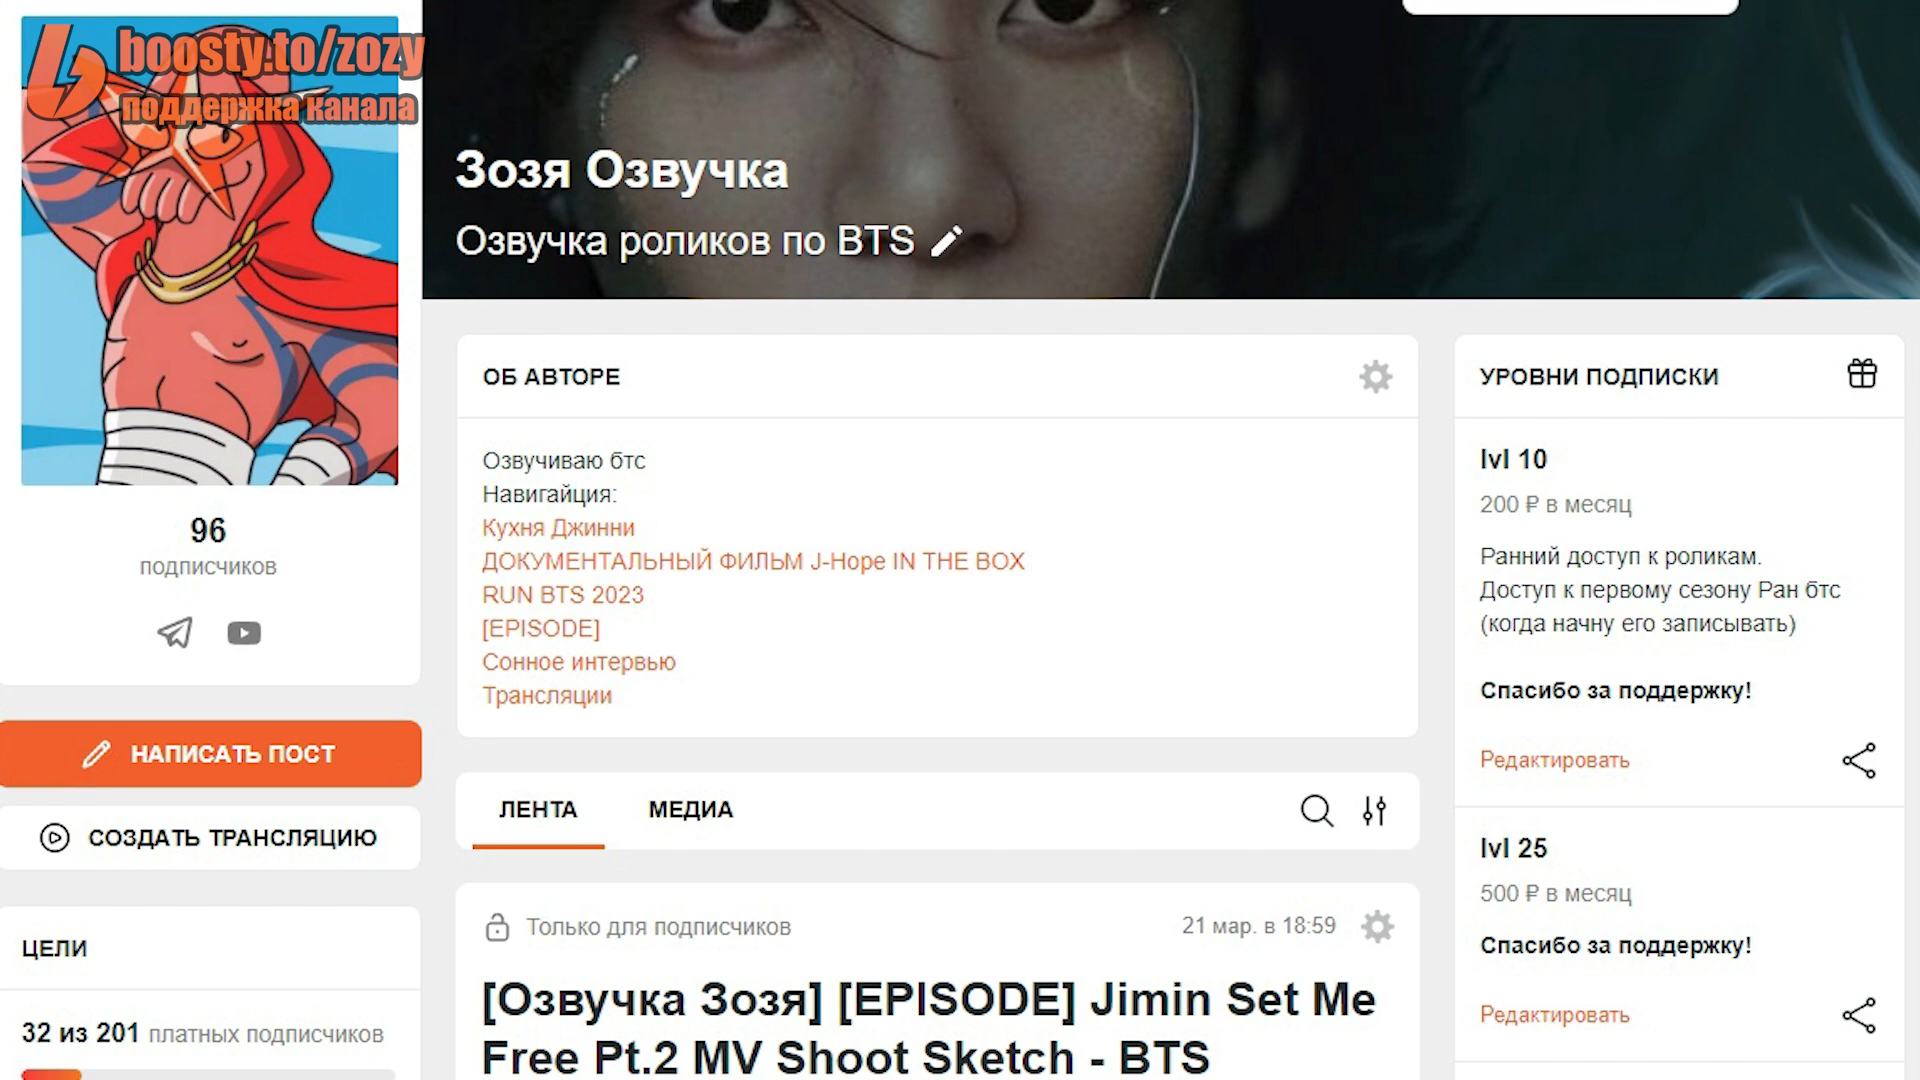 boosty.to/zozy
поддержка канала
Зозя Озвучка
Озвучка роликов по BTS
96
подписчиков
НАПИСАТЬ ПОСТ
СОЗДАТЬ ТРАНСЛЯЦИЮ
ЦЕЛИ
32 из 201 платных подписчиков
ОБ АВТОРЕ
Озвучиваю бтс
Навигайция:
Кухня Джинни
ДОКУМЕНТАЛЬНЫЙ ФИЛЬМ J-Hope IN THE BOX
RUN BTS 2023
[EPISODE]
Сонное интервью
Трансляции
ЛЕНТА МЕДИА
Только для подписчиков 21 мар. в 18:59
[Озвучка Зозя] [EPISODE] Jimin Set Me
Free Pt.2 MV Shoot Sketch - BTS
УРОВНИ ПОДПИСКИ
lvl 10
200 ₽ в месяц
Ранний доступ к роликам.
Доступ к первому сезону Ран бтс
(когда начну его записывать)
Спасибо за поддержку!
Редактировать
lvl 25
500 ₽ в месяц
Спасибо за поддержку!
Редактировать